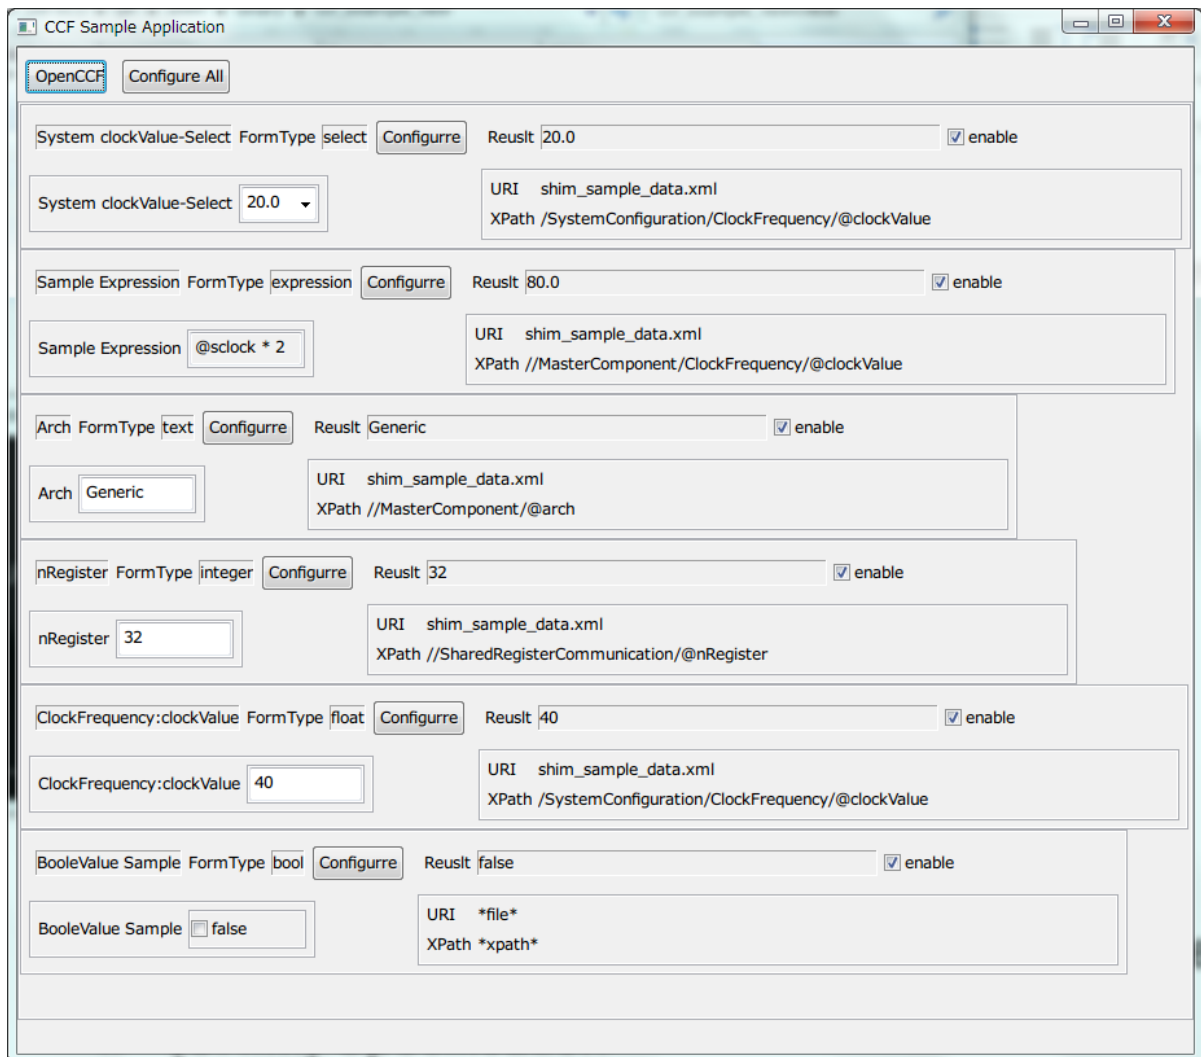 CCF Sample Application
OpenCCF Configure All
System clockValue-Select FormType select Configurre Reuslt 20.0 enable
System clockValue-Select 20.0
URI shim_sample_data.xml
XPath /SystemConfiguration/ClockFrequency/@clockValue
Sample Expression FormType expression Configurre Reuslt 80.0 enable
Sample Expression @sclock * 2
URI shim_sample_data.xml
XPath //MasterComponent/ClockFrequency/@clockValue
Arch FormType text Configurre Reuslt Generic enable
Arch Generic
URI shim_sample_data.xml
XPath //MasterComponent/@arch
nRegister FormType integer Configurre Reuslt 32 enable
nRegister 32
URI shim_sample_data.xml
XPath //SharedRegisterCommunication/@nRegister
ClockFrequency:clockValue FormType float Configurre Reuslt 40 enable
ClockFrequency:clockValue 40
URI shim_sample_data.xml
XPath /SystemConfiguration/ClockFrequency/@clockValue
BooleValue Sample FormType bool Configurre Reuslt false enable
BooleValue Sample false
URI *file*
XPath *xpath*